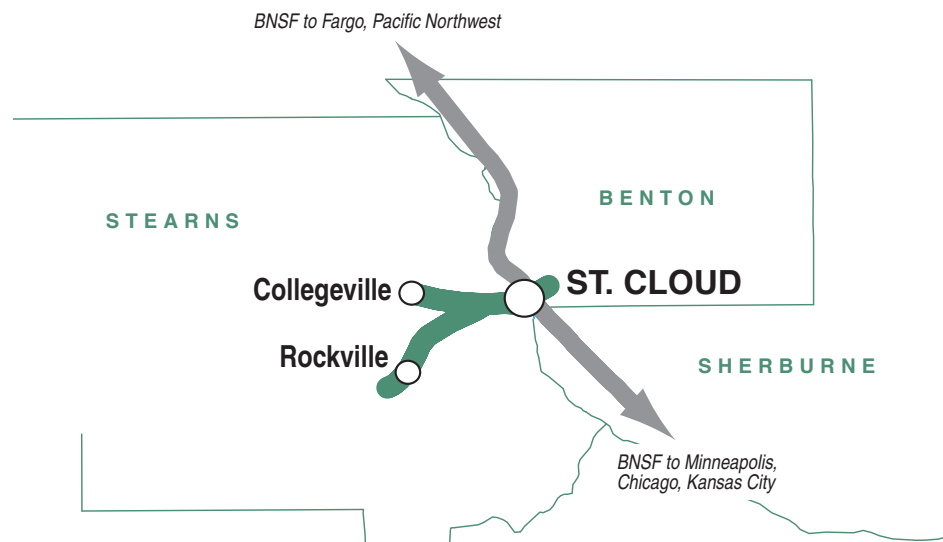 BNSF to Fargo, Pacific Northwest
BENTON
STEARNS
ST. CLOUD
Collegeville
Rockville
SHERBURNE
BNSF to Minneapolis,
Chicago, Kansas City